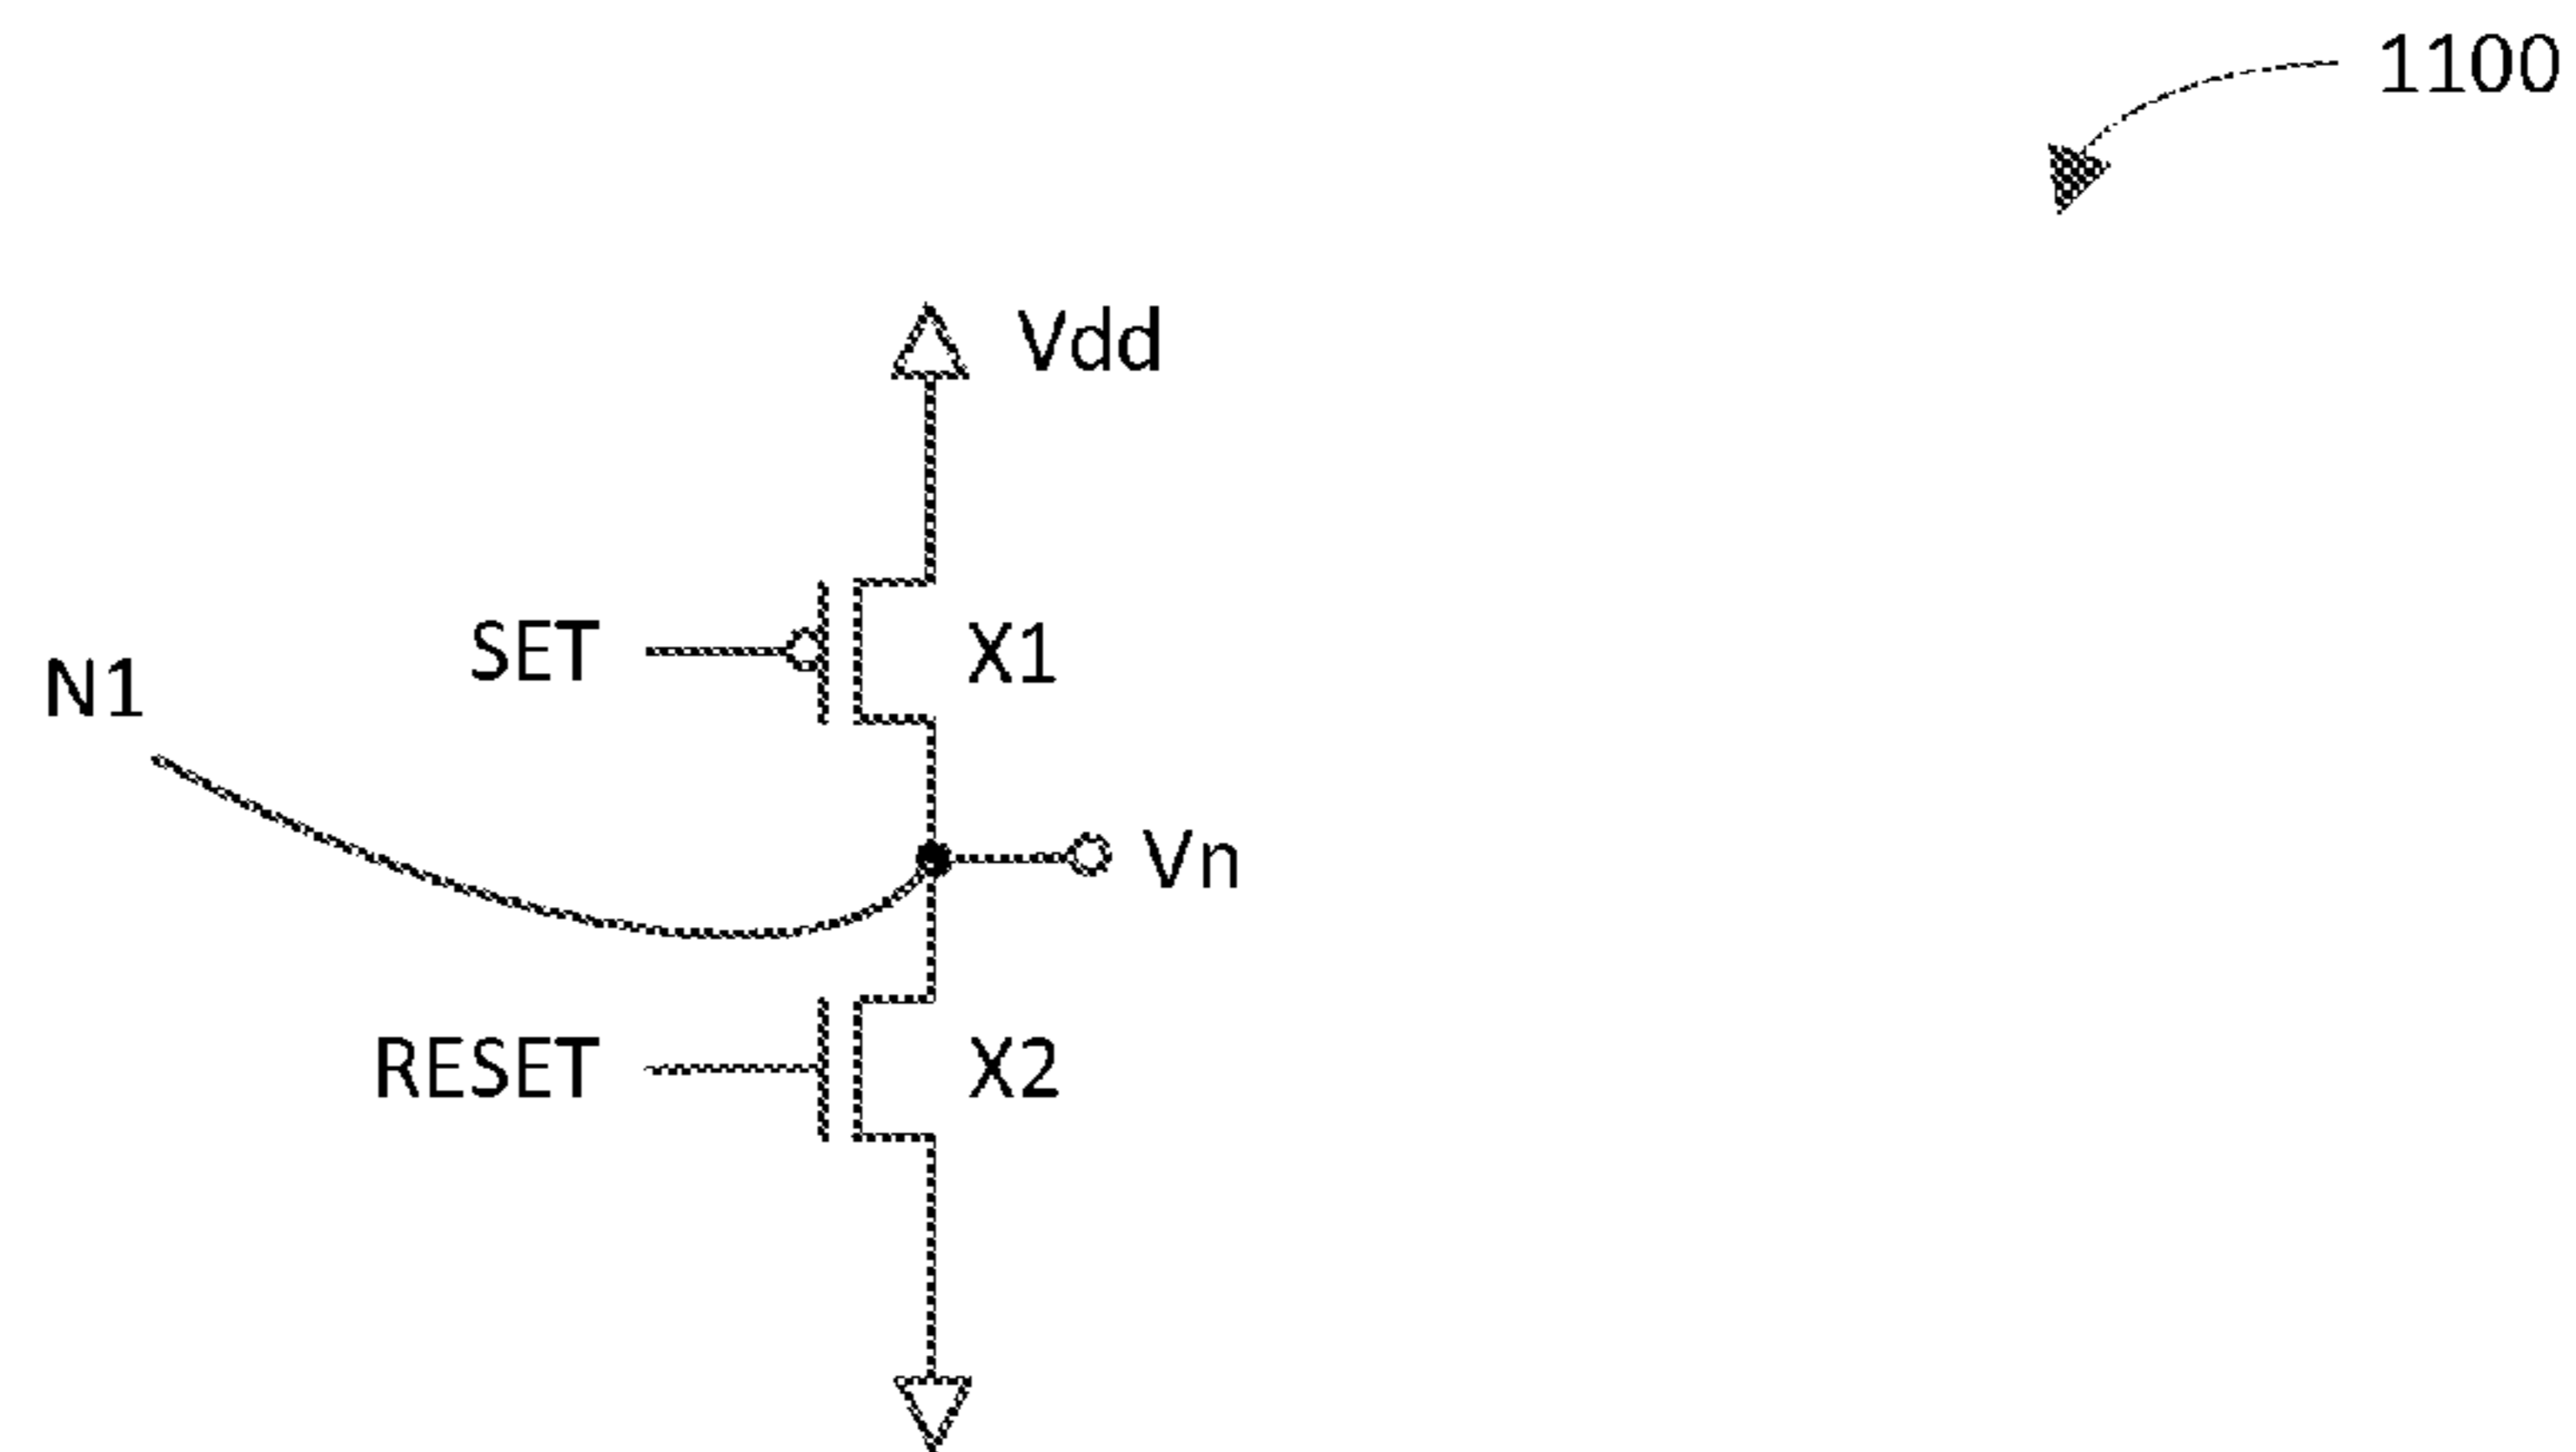 1100
Vdd
SET
X1
N1
Vn
RESET
X2